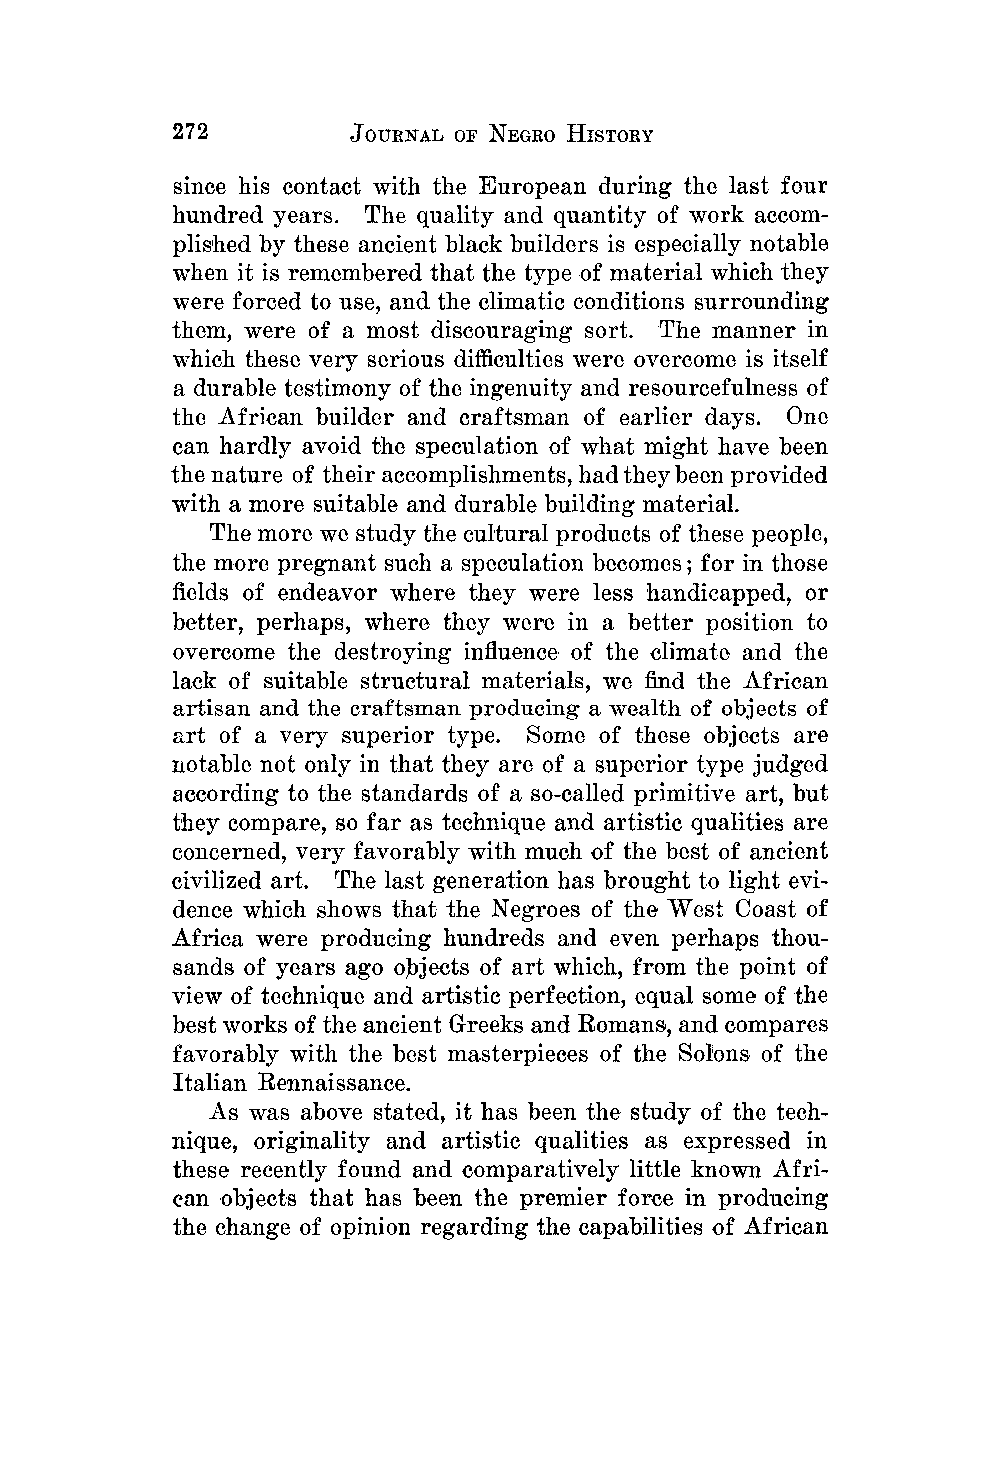 272 JOURNAL OF NEGRO HISTORY
since his contact with the European during the last four
hundred years. The quality and quantity of work accom-
plished by these ancient black builders is especially notable
when it is remembered that the type of material which they
were forced to use, and the climatic conditions surrounding
them, were of a most discouraging sort. The manner in
which these very serious difficulties were overcome is itself
a durable testimony of the ingenuity and resourcefulness of
the African builder and craftsman of earlier days. One
can hardly avoid the speculation of what might have been
the nature of their accomplishments, had they been provided
with a more suitable and durable building material.
The more we study the cultural products of these people,
the more pregnant such a speculation becomes; for in those
fields of endeavor where they were less handicapped, or
better, perhaps, where they were in a better position to
overcome the destroying influence of the climate and the
lack of suitable structural materials, we find the African
artisan and the craftsman producing a wealth of objects of
art of a very superior type. Some of these objects are
notable not only in that they are of a superior type judged
according to the standards of a so-called primitive art, but
they compare, so far as technique and artistic qualities are
concerned, very favorably with much of the best of ancient
civilized art. The last generation has brought to light evi-
dence which shows that the Negroes of the West Coast of
Africa were producing hundreds and even perhaps thou-
sands of years ago objects of art which, from the point of
view of technique and artistic perfection, equal some of the
best works of the ancient Greeks and Romans, and compares
favorably with the best masterpieces of the Solons of the
Italian Rennaissance.
As was above stated, it has been the study of the tech-
nique, originality and artistic qualities as expressed in
these recently found and comparatively little known Afri-
can objects that has been the premier force in producing
the change of opinion regarding the capabilities of African